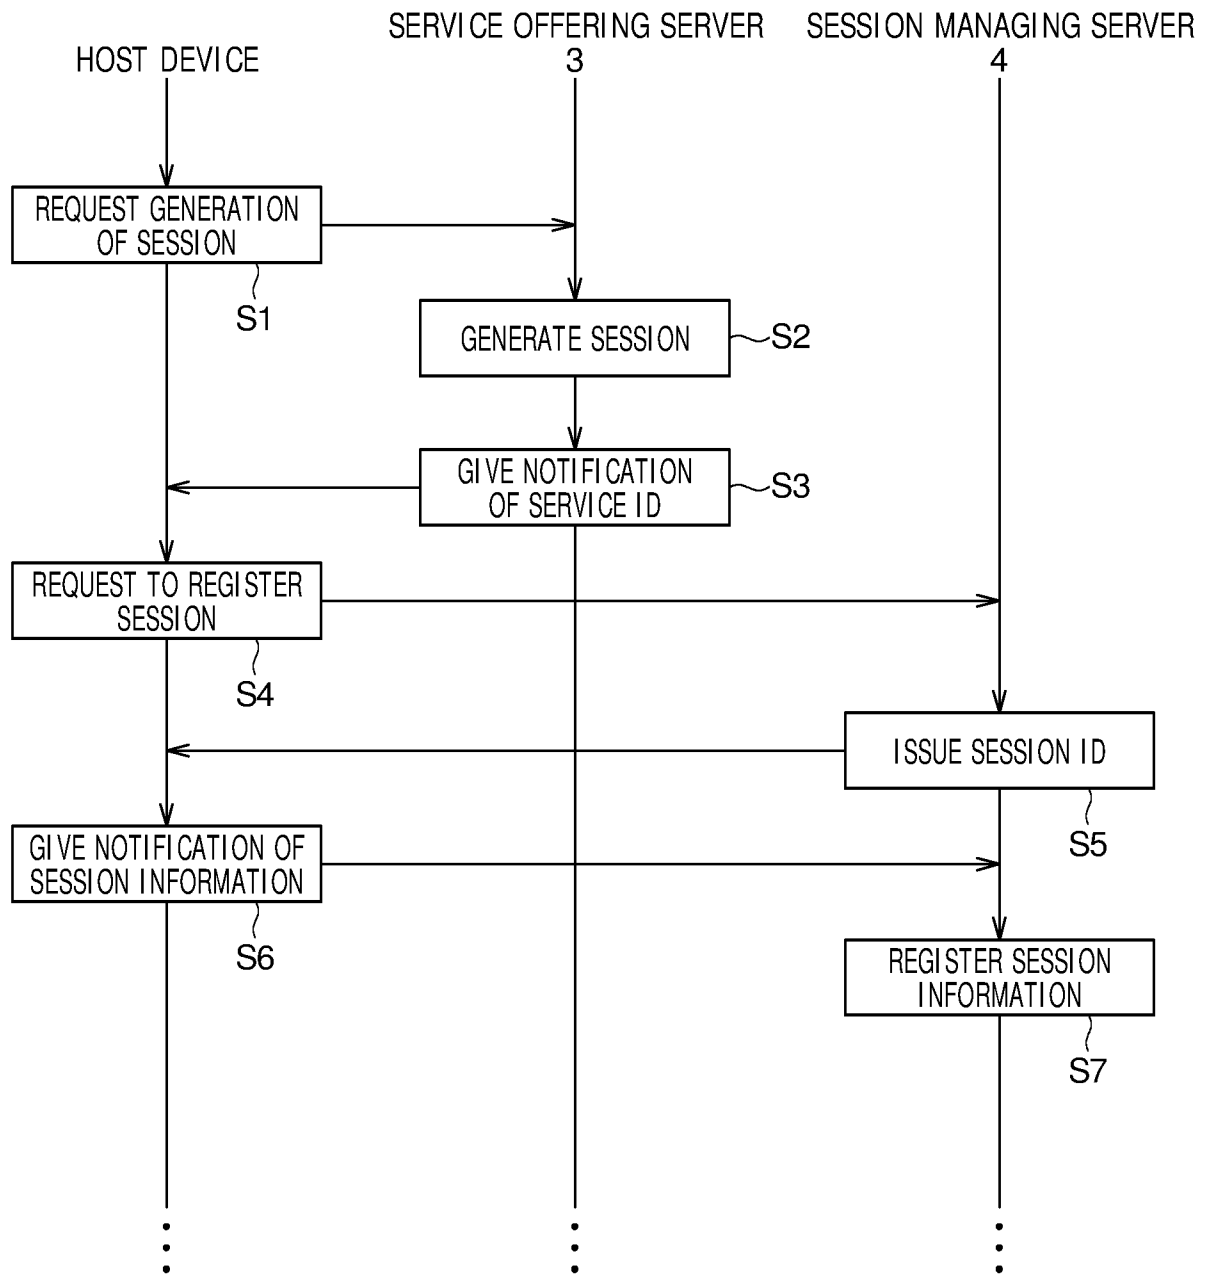 HOST DEVICE
SERVICE OFFERING SERVER
3
SESSION MANAGING SERVER
4
REQUEST GENERATION
OF SESSION
S1
GENERATE SESSION
S2
GIVE NOTIFICATION
OF SERVICE ID
S3
REQUEST TO REGISTER
SESSION
S4
ISSUE SESSION ID
S5
GIVE NOTIFICATION OF
SESSION INFORMATION
S6
REGISTER SESSION
INFORMATION
S7